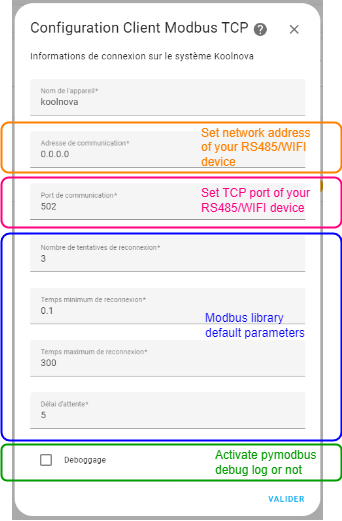 Configuration Client Modbus TCP ? ×
Informations de connexion sur le système Koolnova
Nom de l'appareil*
koolnova
Adresse de communication*
0.0.0.0
Set network address
of your RS485/WIFI
device
Port de communication*
502
Set TCP port of your
RS485/WIFI device
Nombre de tentatives de reconnexion*
3
Temps minimum de reconnexion*
0.1
Modbus library
default parameters
Temps maximum de reconnexion*
300
Délai d'attente*
5
Deboggage
Activate pymodbus
debug log or not
VALIDER